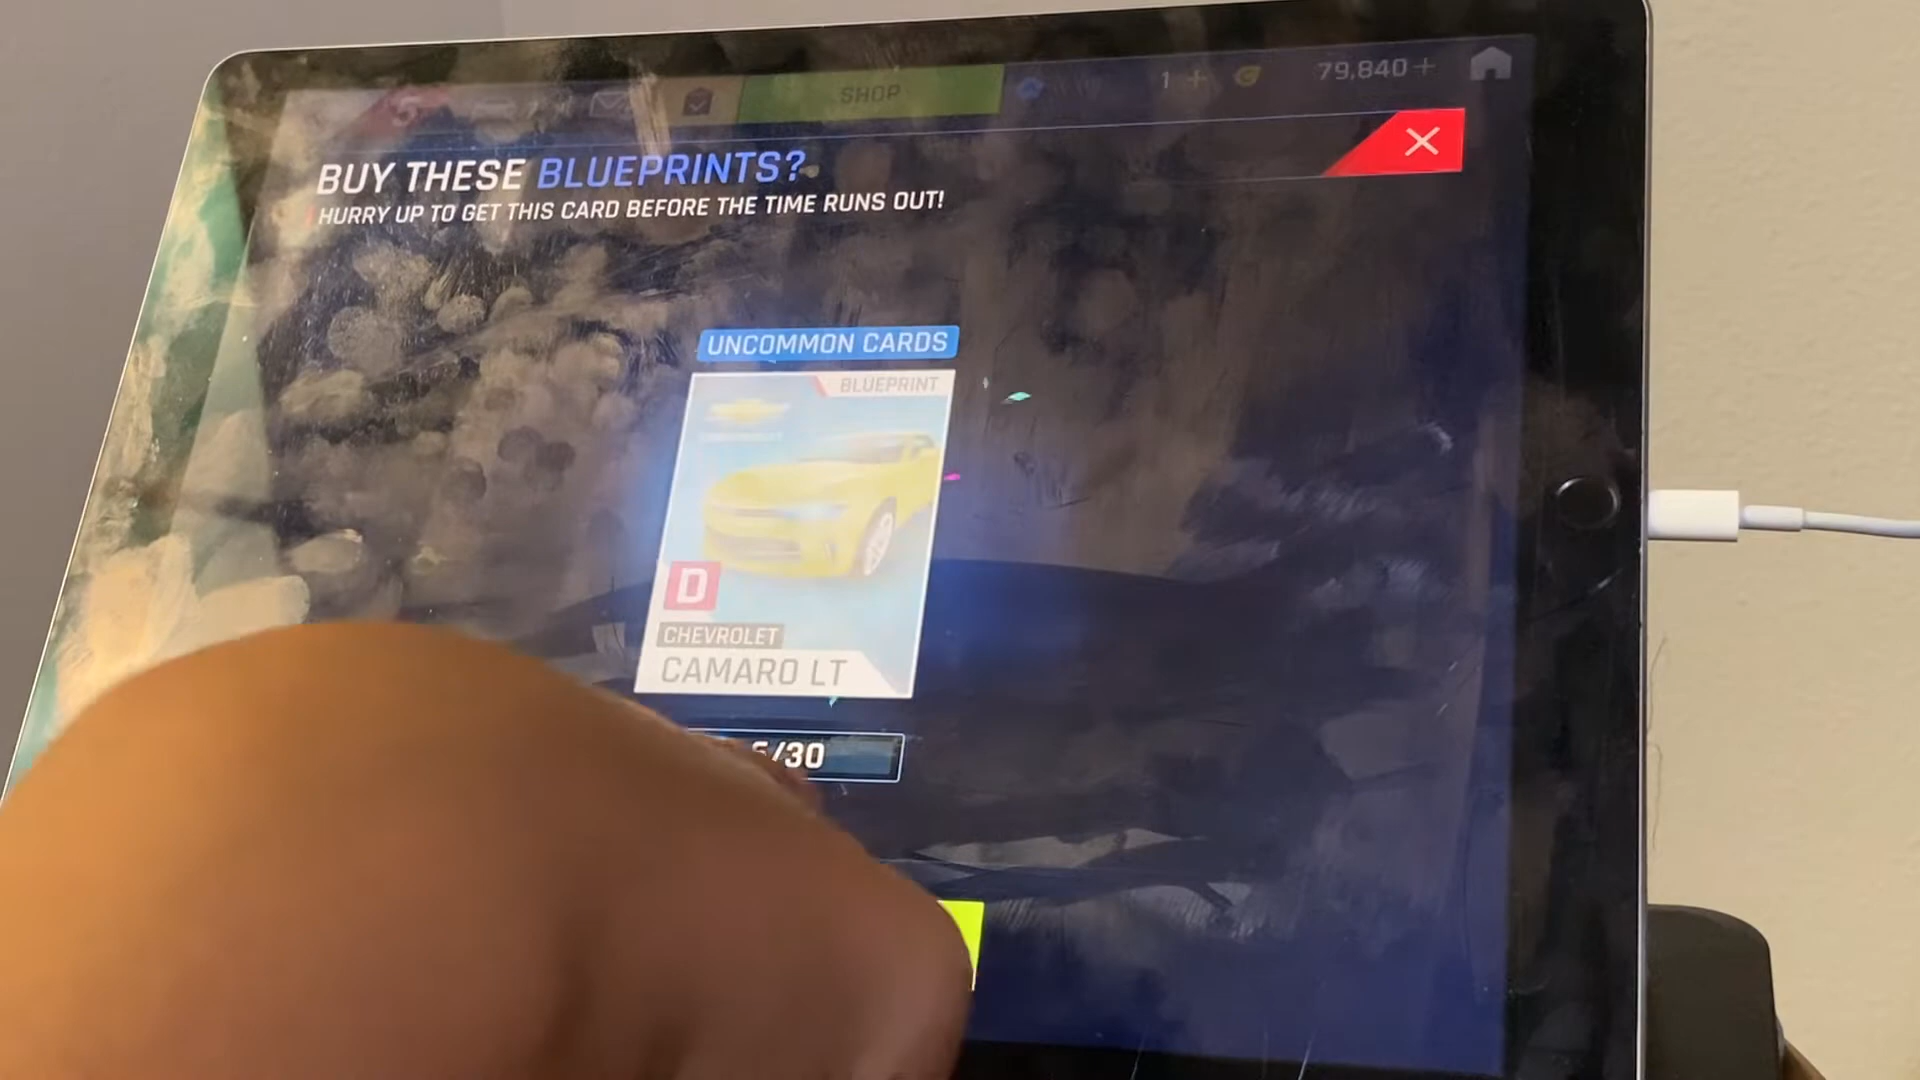 5
SHOP
1 +
79,840 +
BUY THESE BLUEPRINTS?
HURRY UP TO GET THIS CARD BEFORE THE TIME RUNS OUT!
UNCOMMON CARDS
BLUEPRINT
D
CHEVROLET
CAMARO LT
/30